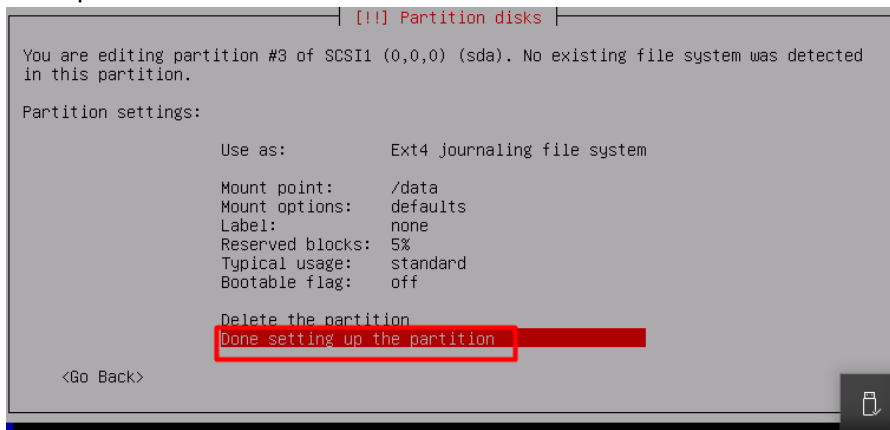 [!!] Partition disks
You are editing partition #3 of SCSI1 (0,0,0) (sda). No existing file system was detected
in this partition.
Partition settings:
Use as: Ext4 journaling file system
Mount point: /data
Mount options: defaults
Label: none
Reserved blocks: 5%
Typical usage: standard
Bootable flag: off
Delete the partition
Done setting up the partition
<Go Back>